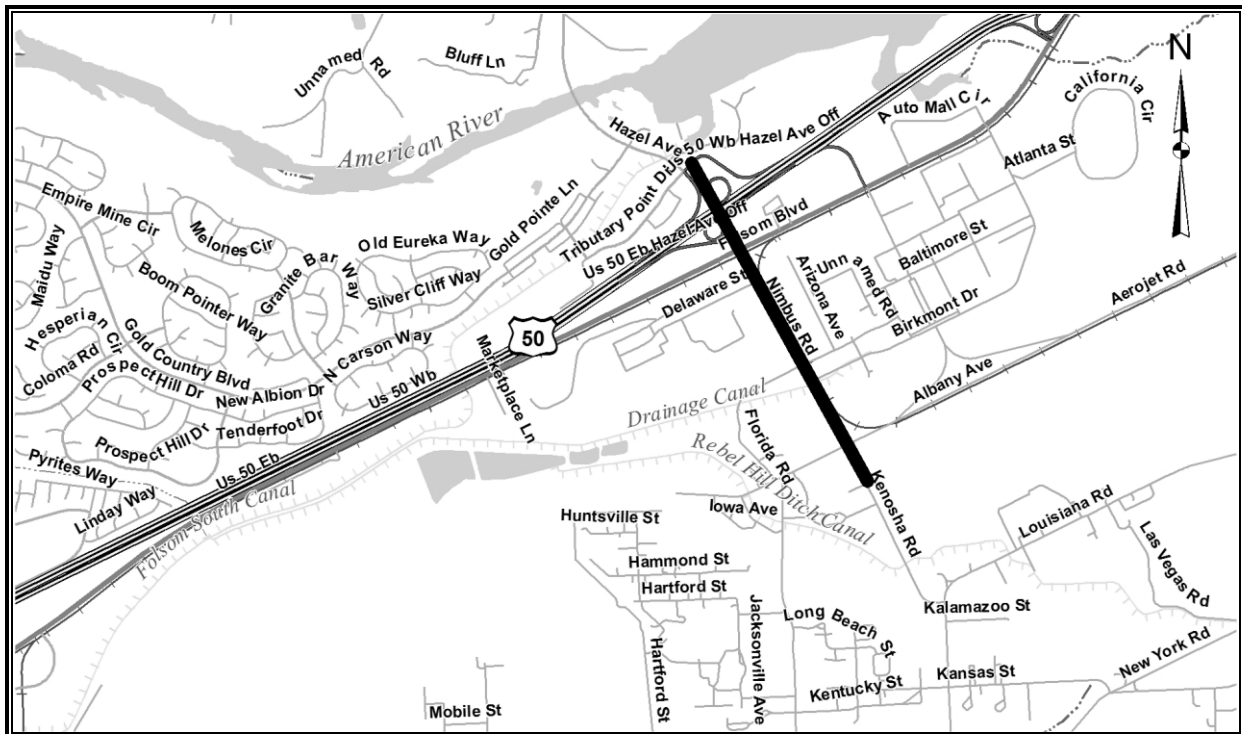 Unnamed Rd
Bluff Ln
N
California Cir
Auto Mall Cir
American River
Hazel Ave
Us 50 Wb Hazel Ave Off
Atlanta St
Empire Mine Cir
Melones Cir
Gold Pointe Ln
Tributary Point Dr
Maidu Way
Old Eureka Way
Us 50 Eb Hazel Ave Off
Folsom Blvd
Baltimore St
Boom Pointer Way
Granite Bar Way
Silver Cliff Way
Delaware St
Nimbus Rd
Arizona Ave
Unnamed Rd
Birkmont Dr
Aerojet Rd
Hesperian Cir
Coloma Rd
Gold Country Blvd
N Carson Way
50
Marketplace Ln
Prospect Hill Dr
New Albion Dr
Us 50 Wb
Albany Ave
Prospect Hill Dr
Tenderfoot Dr
Drainage Canal
Florida Rd
Rebel Hill Ditch Canal
Pyrites Way
Us 50 Eb
Linday Way
Folsom South Canal
Kenosha Rd
Huntsville St
Iowa Ave
Louisiana Rd
Las Vegas Rd
Hammond St
Hartford St
Kalamazoo St
Jacksonville Ave
Long Beach St
Hartford St
New York Rd
Kentucky St
Kansas St
Mobile St